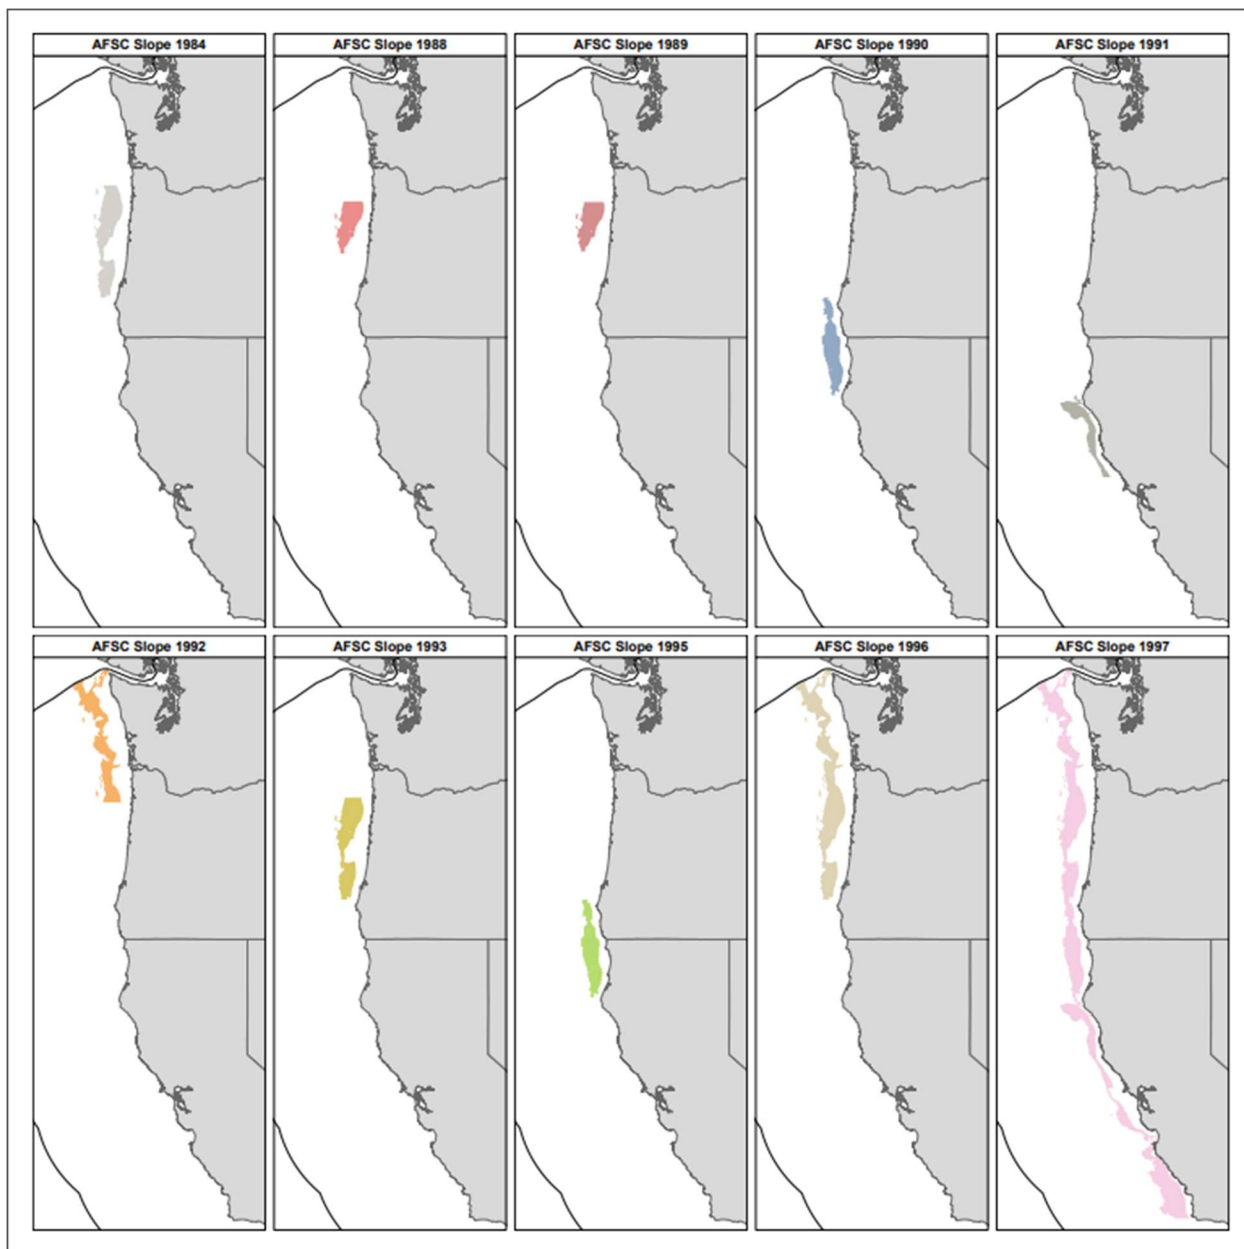 AFSC Slope 1984
AFSC Slope 1988
AFSC Slope 1989
AFSC Slope 1990
AFSC Slope 1991
AFSC Slope 1992
AFSC Slope 1993
AFSC Slope 1995
AFSC Slope 1996
AFSC Slope 1997